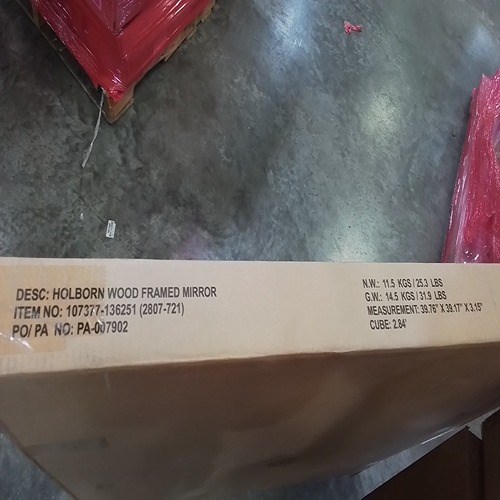 DESC: HOLBORN WOOD FRAMED MIRROR
ITEM NO: 107377-136251 (2807-721)
PO/ PA NO: PA-007902
N.W.: 11.5 KGS / 25.3 LBS
G.W.: 14.5 KGS / 31.9 LBS
MEASUREMENT: 39.76" X 39.17" X 3.15"
CUBE: 2.84'